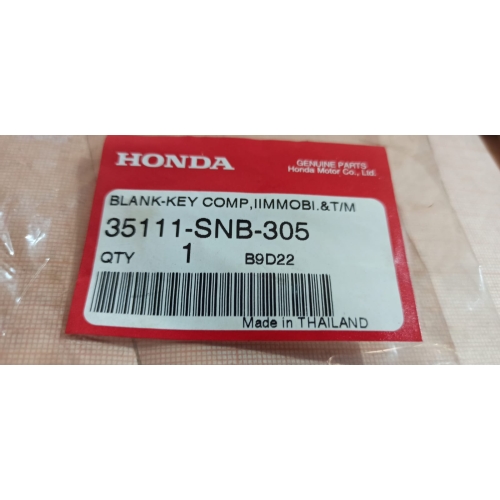 HONDA
GENUINE PARTS
Honda Motor Co., Ltd.
BLANK-KEY COMP,IIMMOBI.&T/M
35111-SNB-305
QTY 1 B9D22
Made in THAILAND